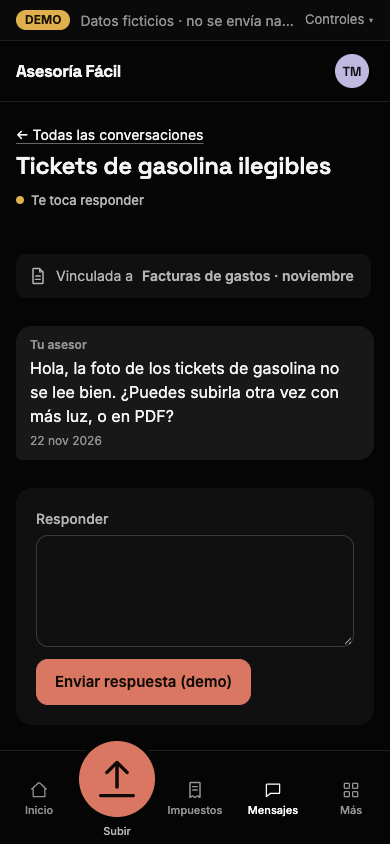 DEMO Datos ficticios · no se envía na... Controles ▾
Asesoría Fácil TM
← Todas las conversaciones
Tickets de gasolina ilegibles
Te toca responder
Vinculada a Facturas de gastos · noviembre
Tu asesor
Hola, la foto de los tickets de gasolina no
se lee bien. ¿Puedes subirla otra vez con
más luz, o en PDF?
22 nov 2026
Responder
Enviar respuesta (demo)
Inicio Subir Impuestos Mensajes Más